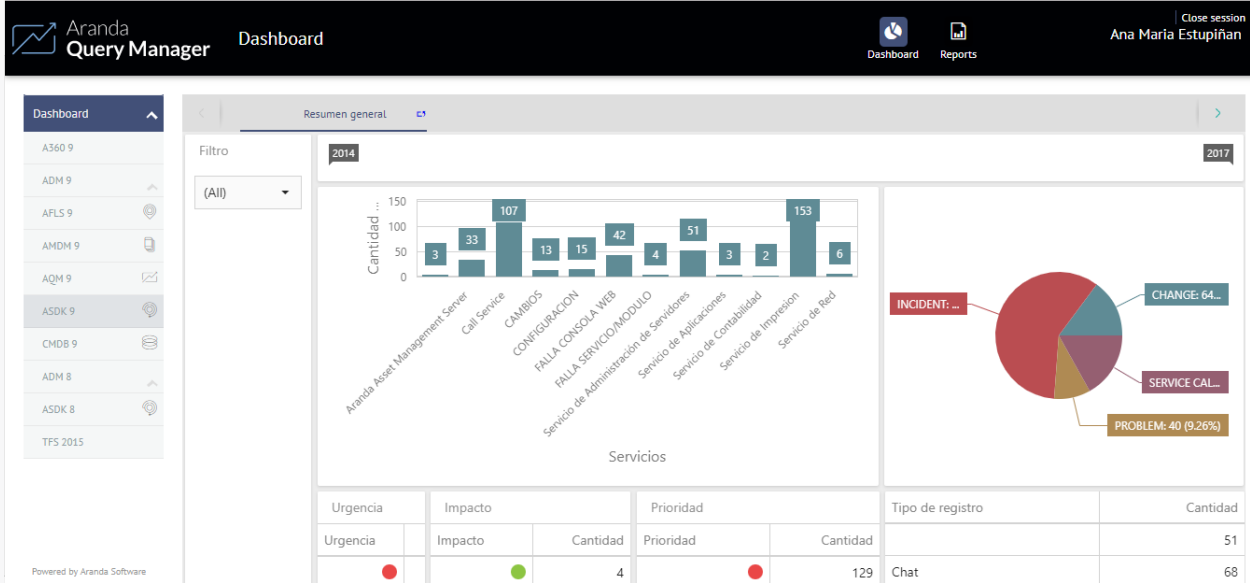 Aranda
Query Manager
Dashboard
Dashboard
Reports
Close session
Ana Maria Estupiñan
Dashboard
A360 9
ADM 9
AFLS 9
AMDM 9
AQM 9
ASDK 9
CMDB 9
ADM 8
ASDK 8
TFS 2015
Powered by Aranda Software
Resumen general
Filtro
(All)
2014
2017
Cantidad ...
150
100
50
0
3
33
107
13
15
42
4
51
3
2
153
6
Aranda Asset Management Server
Call Service
CAMBIOS
CONFIGURACION
FALLA CONSOLA WEB
FALLA SERVICIO/MODULO
Servicio de Administración de Servidores
Servicio de Aplicaciones
Servicio de Contabilidad
Servicio de Impresion
Servicio de Red
Servicios
INCIDENT: ...
CHANGE: 64...
SERVICE CAL...
PROBLEM: 40 (9.26%)
Urgencia
Urgencia
Impacto
Impacto Cantidad
4
Prioridad
Prioridad Cantidad
129
Tipo de registro Cantidad
51
Chat 68